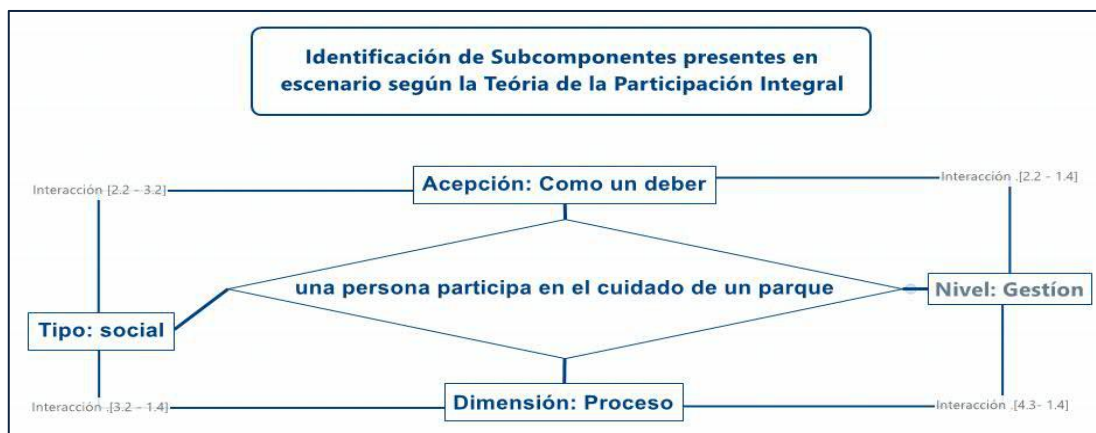 Identificación de Subcomponentes presentes en
escenario según la Teória de la Participación Integral
Interacción [2.2 - 3.2]
Acepción: Como un deber
Interacción .[2.2 - 1.4]
una persona participa en el cuidado de un parque
Nivel: Gestíon
Tipo: social
Interacción .[3.2 - 1.4]
Dimensión: Proceso
Interacción .[4.3- 1.4]